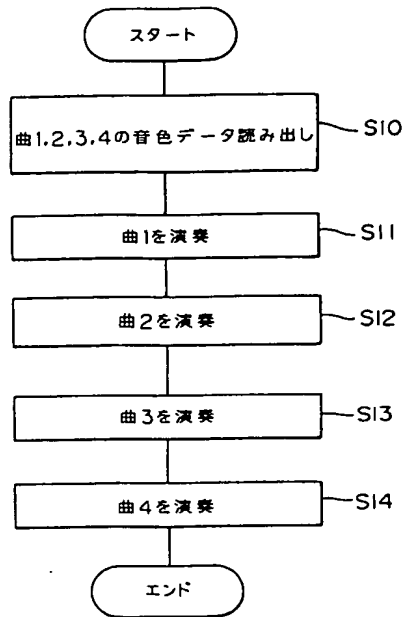 スタート
曲1,2,3,4の音色データ読み出し
S10
曲1を演奏
S11
曲2を演奏
S12
曲3を演奏
S13
曲4を演奏
S14
エンド